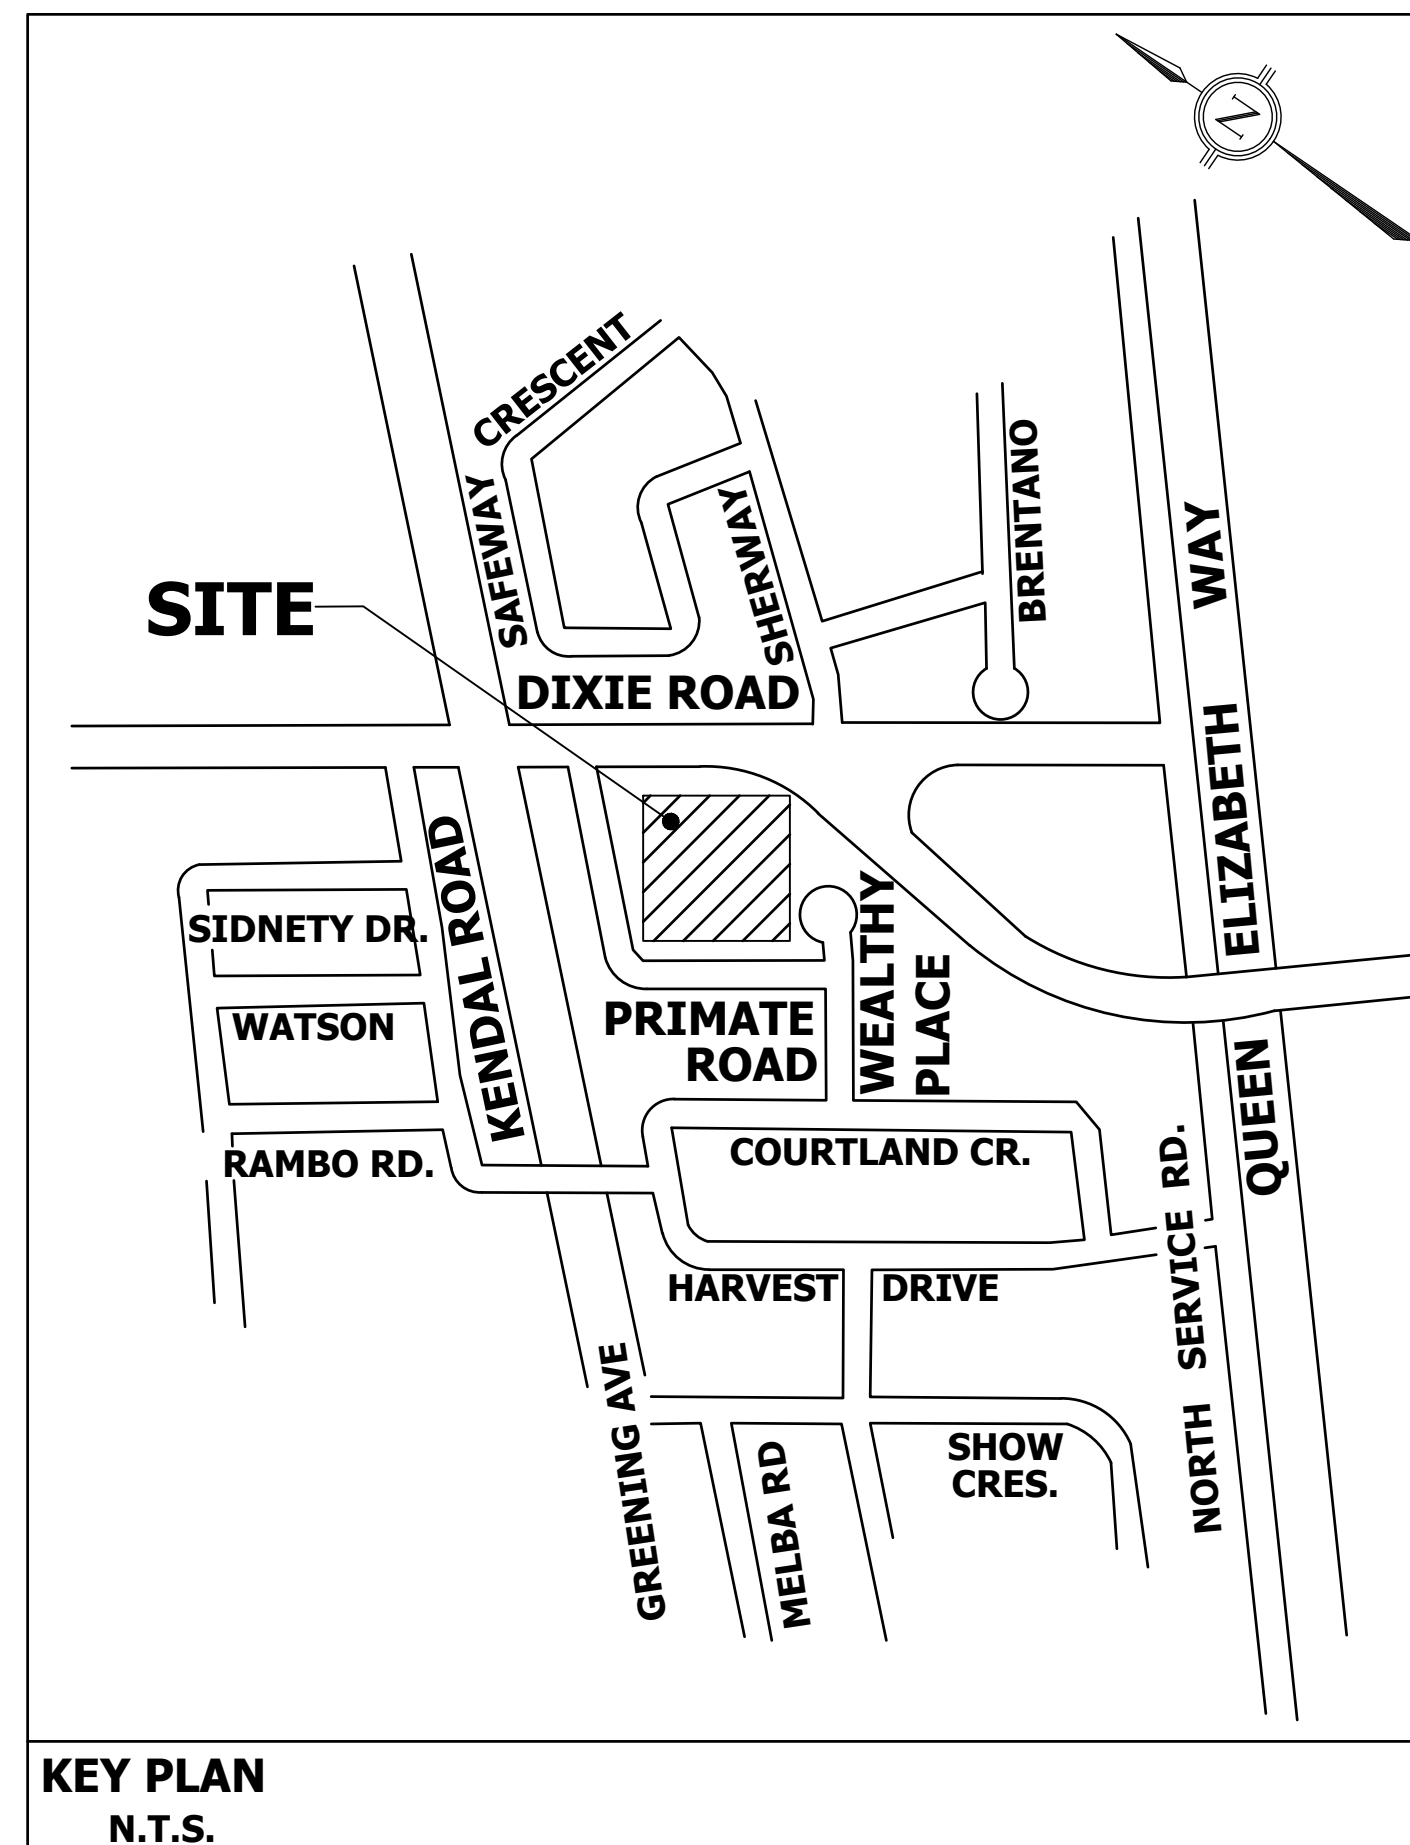 N
CRESCENT
SAFEWAY
SHERWAY
BRENTANO
WAY
SITE
DIXIE ROAD
ELIZABETH
KENDAL ROAD
SIDNETY DR.
WATSON
PRIMATE
ROAD
WEALTHY
PLACE
QUEEN
RAMBO RD.
COURTLAND CR.
HARVEST DRIVE
NORTH SERVICE RD.
GREENING AVE
MELBA RD
SHOW
CRES.
KEY PLAN
N.T.S.